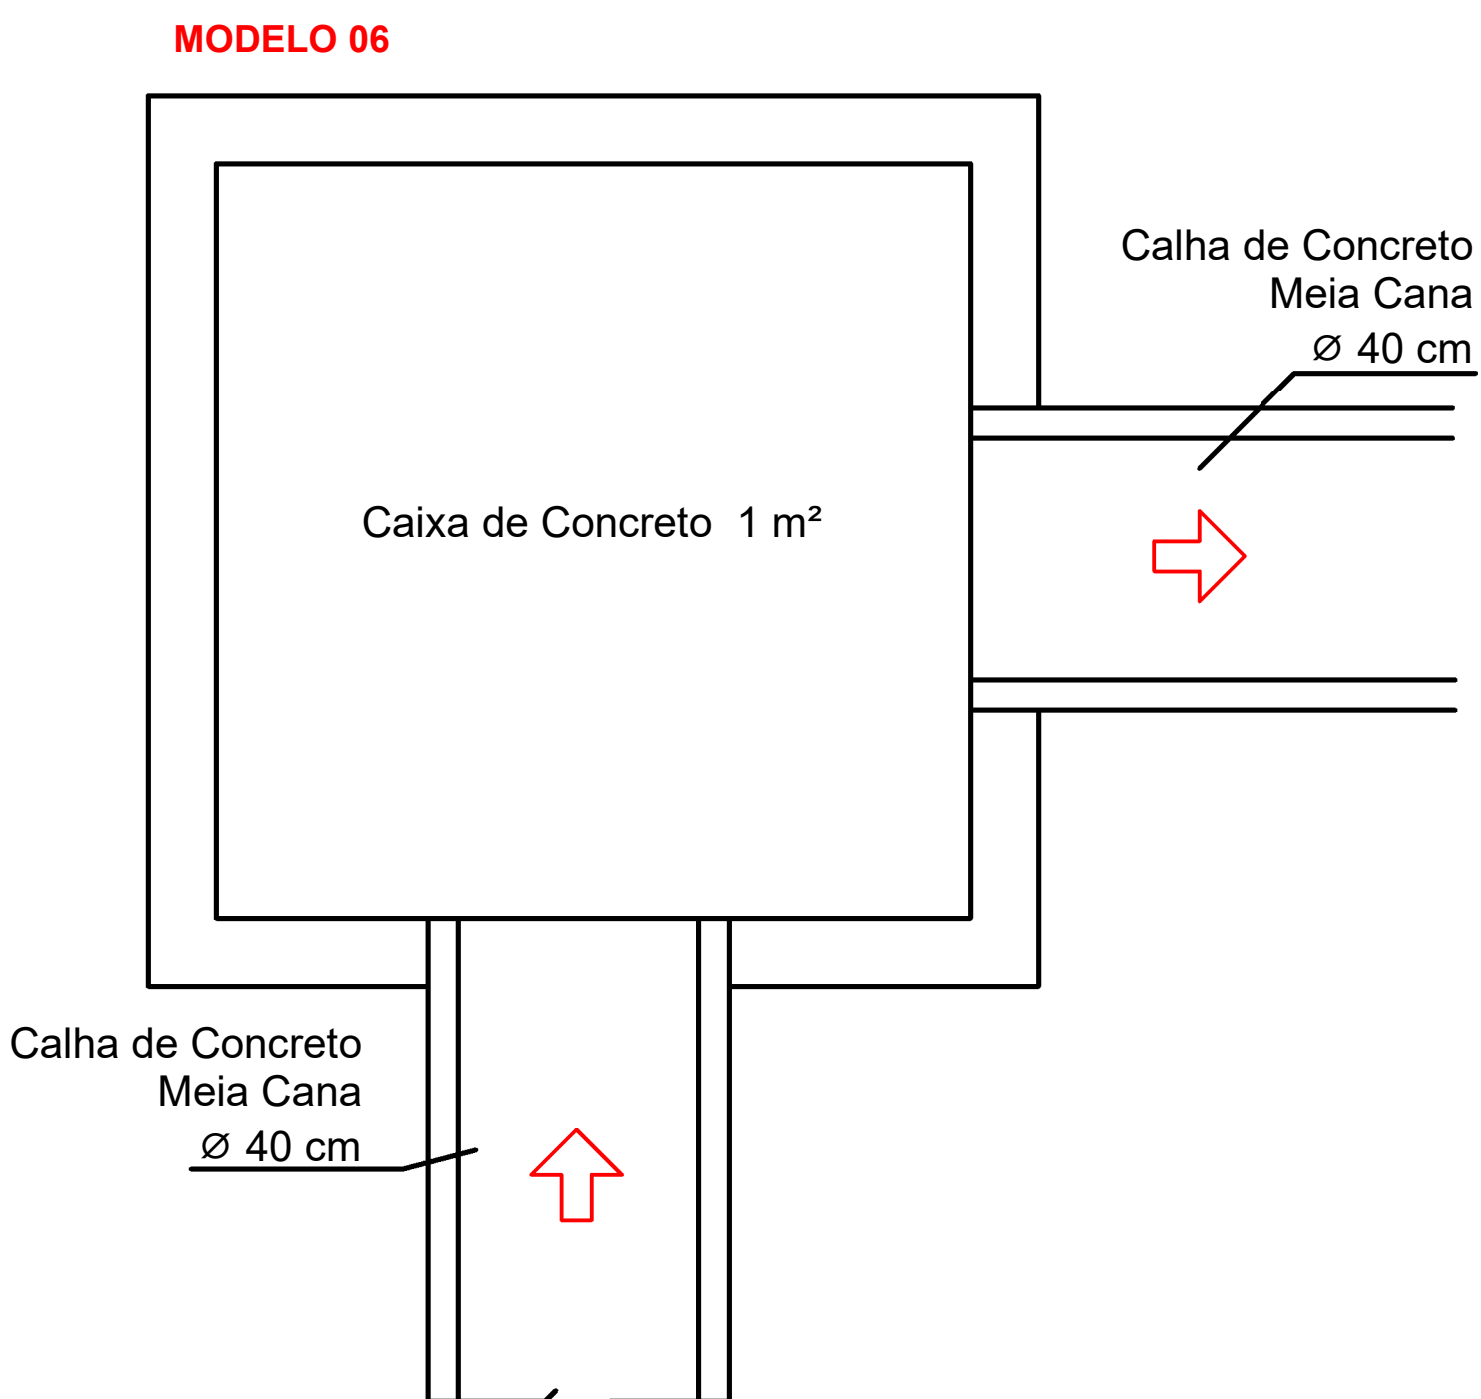 MODELO 06
Calha de Concreto
Meia Cana
∅ 40 cm
Caixa de Concreto 1 m²
Calha de Concreto
Meia Cana
∅ 40 cm